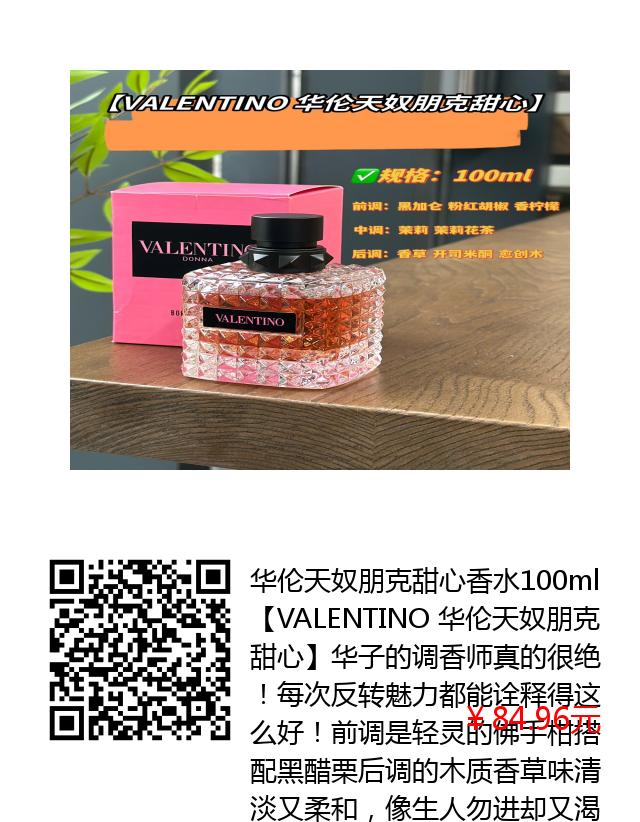 【VALENTINO 华伦天奴朋克甜心】
✅规格：100ml
前调：黑加仑 粉红胡椒 香柠檬
中调：茉莉 茉莉花茶
后调：香草 开司米酮 愈创木
VALENTINO
DONNA
VALENTINO
华伦天奴朋克甜心香水100ml
【VALENTINO 华伦天奴朋克
甜心】华子的调香师真的很绝
！每次反转魅力都能诠释得这
么好！前调是轻灵的佛手柑搭
￥84.96元
配黑醋栗后调的木质香草味清
淡又柔和，像生人勿进却又渴